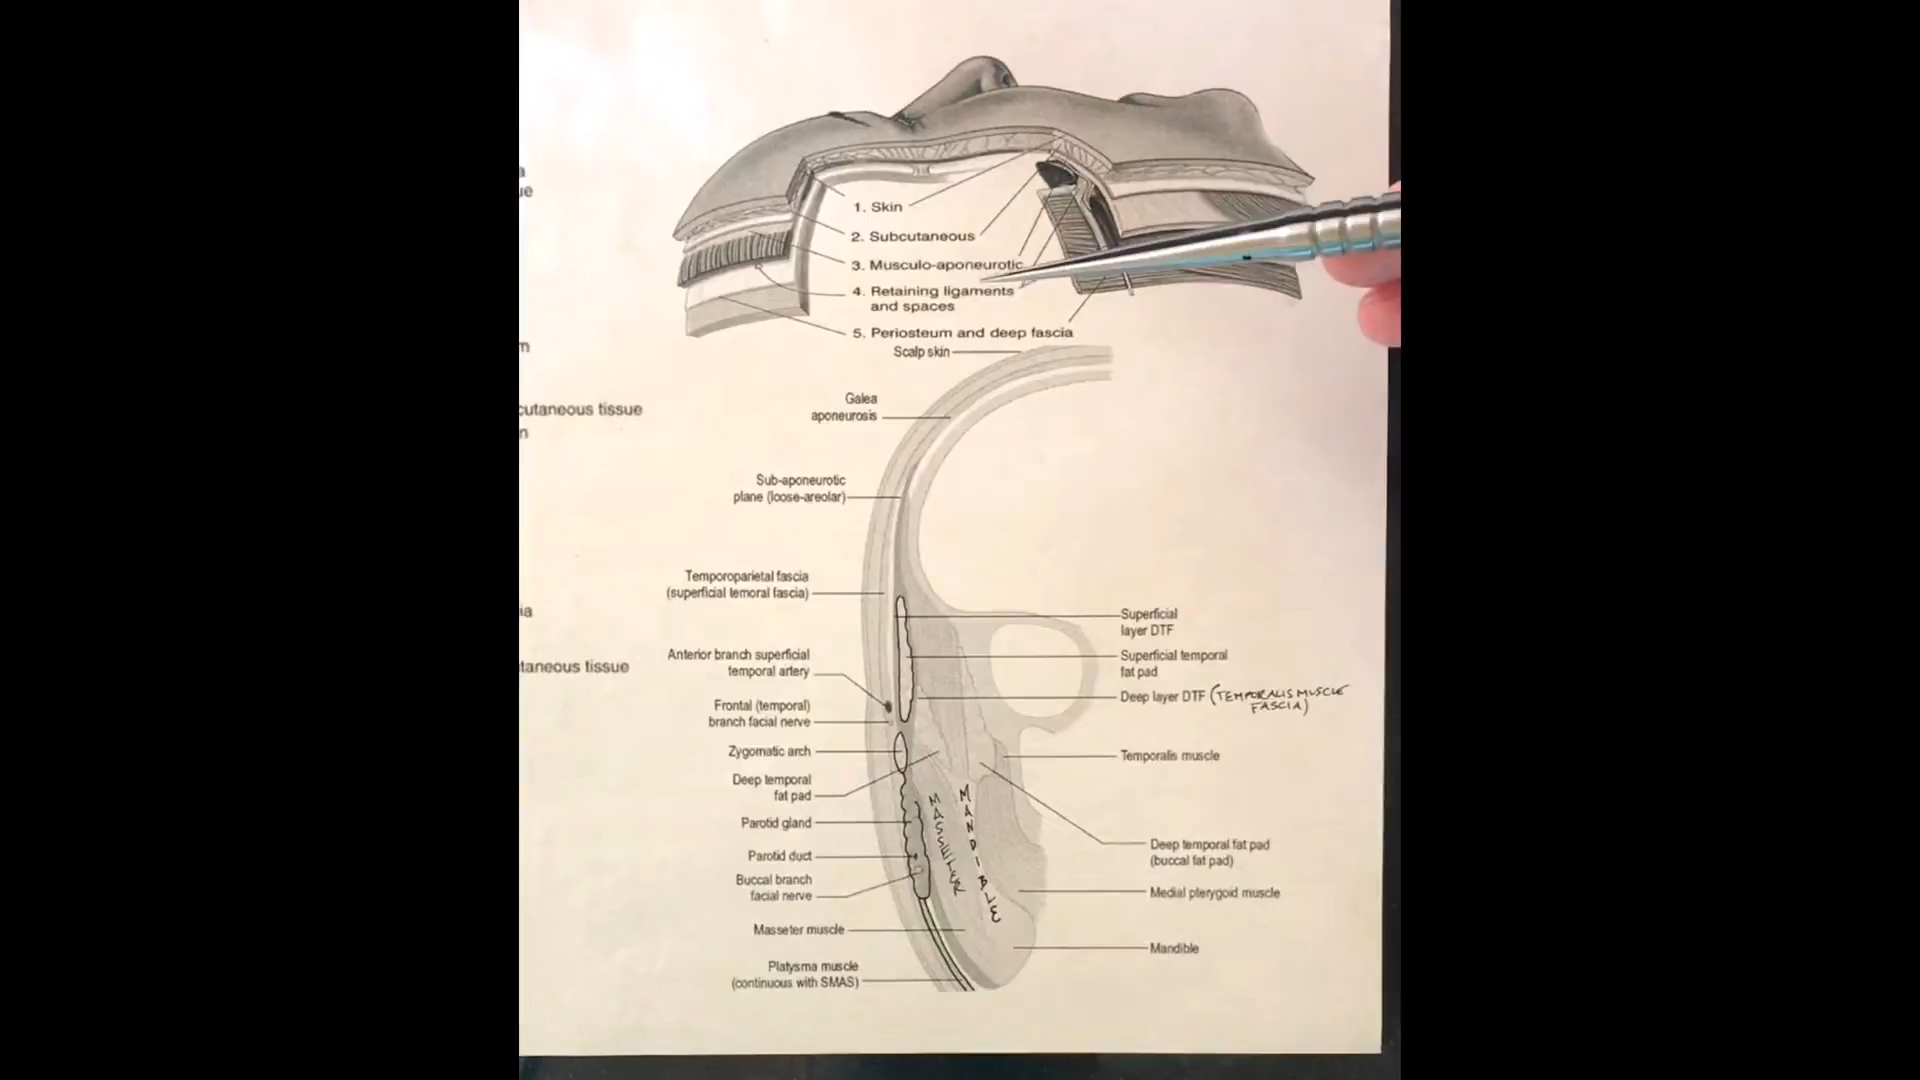 1. Skin
2. Subcutaneous
3. Musculo-aponeurotic
4. Retaining ligaments
and spaces
5. Periosteum and deep fascia
Scalp skin
Galea
aponeurosis
cutaneous tissue
Sub-aponeurotic
plane (loose-areolar)
Temporoparietal fascia
(superficial temoral fascia)
Superficial
layer DTF
Anterior branch superficial
temporal artery
taneous tissue
Superficial temporal
fat pad
Deep layer DTF (TEMPORALIS MUSCLE
FASCIA)
Frontal (temporal)
branch facial nerve
Zygomatic arch
Temporalis muscle
Deep temporal
fat pad
MASSETER
MANDIBLE
Parotid gland
Parotid duct
Deep temporal fat pad
(buccal fat pad)
Buccal branch
facial nerve
Medial pterygoid muscle
Masseter muscle
Mandible
Platysma muscle
(continuous with SMAS)